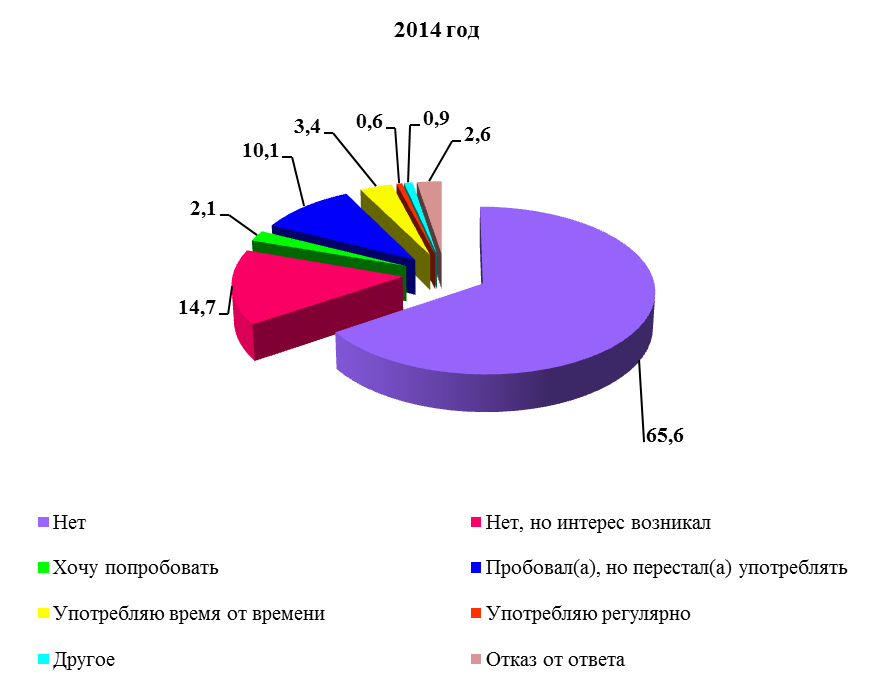 2014 год
3,4
0,6
0,9
2,6
10,1
2,1
14,7
65,6
Нет
Нет, но интерес возникал
Хочу попробовать
Пробовал(а), но перестал(а) употреблять
Употребляю время от времени
Употребляю регулярно
Другое
Отказ от ответа